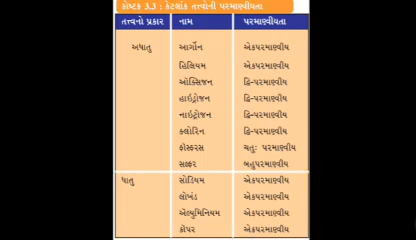 કોષ્ટક 3.3 : કેટલાંક તત્ત્વોની પરમાણ્વીયતા
તત્ત્વનો પ્રકાર નામ પરમાણ્વીયતા
અધાતુ આર્ગોન એકપરમાણ્વીય
હિલિયમ એકપરમાણ્વીય
ઑક્સિજન દ્વિ-પરમાણ્વીય
હાઇડ્રોજન દ્વિ-પરમાણ્વીય
નાઇટ્રોજન દ્વિ-પરમાણ્વીય
ક્લોરિન દ્વિ-પરમાણ્વીય
ફૉસ્ફરસ ચતુઃ પરમાણ્વીય
સલ્ફર બહુપરમાણ્વીય
ધાતુ સોડિયમ એકપરમાણ્વીય
લોખંડ એકપરમાણ્વીય
ઍલ્યુમિનિયમ એકપરમાણ્વીય
કૉપર એકપરમાણ્વીય